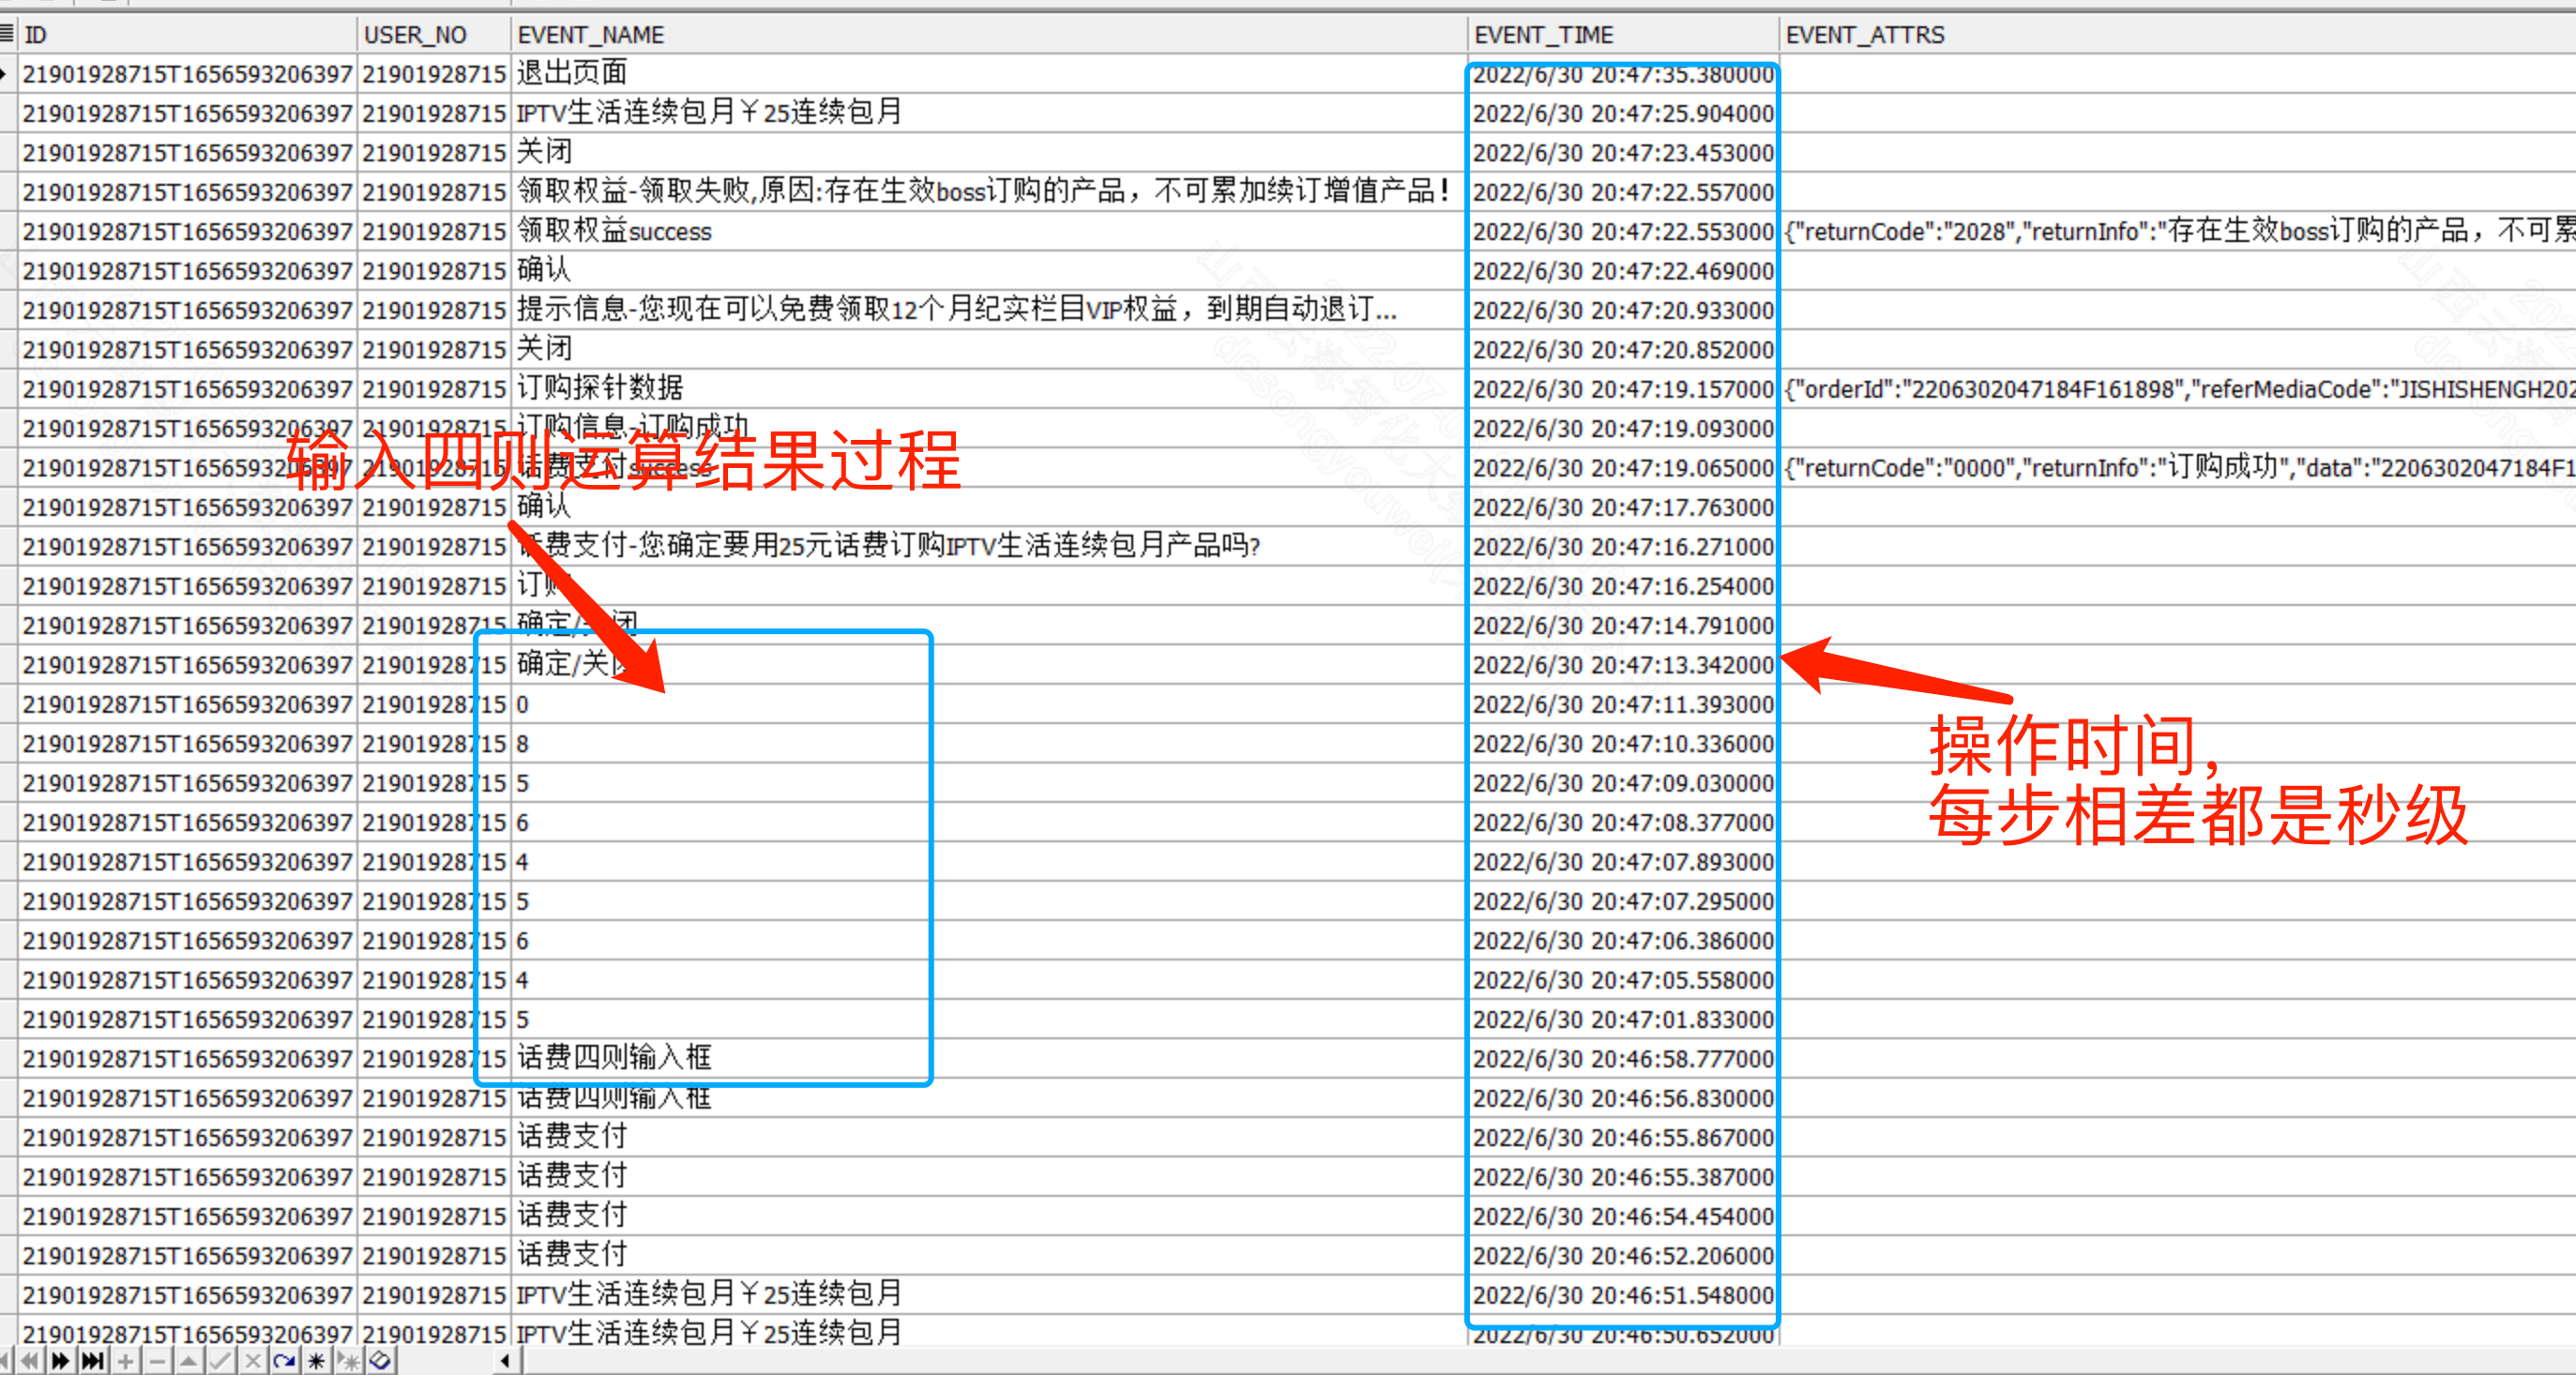 ID USER_NO EVENT_NAME EVENT_TIME EVENT_ATTRS
21901928715T1656593206397 21901928715 退出页面 2022/6/30 20:47:35.380000
21901928715T1656593206397 21901928715 IPTV生活连续包月￥25连续包月 2022/6/30 20:47:25.904000
21901928715T1656593206397 21901928715 关闭 2022/6/30 20:47:23.453000
21901928715T1656593206397 21901928715 领取权益-领取失败,原因:存在生效boss订购的产品，不可累加续订增值产品！ 2022/6/30 20:47:22.557000
21901928715T1656593206397 21901928715 领取权益success 2022/6/30 20:47:22.553000 {"returnCode":"2028","returnInfo":"存在生效boss订购的产品，不可累
21901928715T1656593206397 21901928715 确认 2022/6/30 20:47:22.469000
21901928715T1656593206397 21901928715 提示信息-您现在可以免费领取12个月纪实栏目VIP权益，到期自动退订... 2022/6/30 20:47:20.933000
21901928715T1656593206397 21901928715 关闭 2022/6/30 20:47:20.852000
21901928715T1656593206397 21901928715 订购探针数据 2022/6/30 20:47:19.157000 {"orderId":"2206302047184F161898","referMediaCode":"JISHISHENGH202
21901928715T1656593206397 21901928715 订购信息-订购成功 2022/6/30 20:47:19.093000
21901928715T1656593206397 21901928715 话费支付success 2022/6/30 20:47:19.065000 {"returnCode":"0000","returnInfo":"订购成功","data":"2206302047184F1
输入四则运算结果过程
21901928715T1656593206397 21901928715 确认 2022/6/30 20:47:17.763000
21901928715T1656593206397 21901928715 话费支付-您确定要用25元话费订购IPTV生活连续包月产品吗? 2022/6/30 20:47:16.271000
21901928715T1656593206397 21901928715 订购 2022/6/30 20:47:16.254000
21901928715T1656593206397 21901928715 确定/关闭 2022/6/30 20:47:14.791000
21901928715T1656593206397 21901928715 确定/关闭 2022/6/30 20:47:13.342000
21901928715T1656593206397 21901928715 0 2022/6/30 20:47:11.393000
21901928715T1656593206397 21901928715 8 2022/6/30 20:47:10.336000
21901928715T1656593206397 21901928715 5 2022/6/30 20:47:09.030000
21901928715T1656593206397 21901928715 6 2022/6/30 20:47:08.377000
操作时间,
每步相差都是秒级
21901928715T1656593206397 21901928715 4 2022/6/30 20:47:07.893000
21901928715T1656593206397 21901928715 5 2022/6/30 20:47:07.295000
21901928715T1656593206397 21901928715 6 2022/6/30 20:47:06.386000
21901928715T1656593206397 21901928715 4 2022/6/30 20:47:05.558000
21901928715T1656593206397 21901928715 5 2022/6/30 20:47:01.833000
21901928715T1656593206397 21901928715 话费四则输入框 2022/6/30 20:46:58.777000
21901928715T1656593206397 21901928715 话费四则输入框 2022/6/30 20:46:56.830000
21901928715T1656593206397 21901928715 话费支付 2022/6/30 20:46:55.867000
21901928715T1656593206397 21901928715 话费支付 2022/6/30 20:46:55.387000
21901928715T1656593206397 21901928715 话费支付 2022/6/30 20:46:54.454000
21901928715T1656593206397 21901928715 话费支付 2022/6/30 20:46:52.206000
21901928715T1656593206397 21901928715 IPTV生活连续包月￥25连续包月 2022/6/30 20:46:51.548000
21901928715T1656593206397 21901928715 IPTV生活连续包月￥25连续包月 2022/6/30 20:46:50.652000